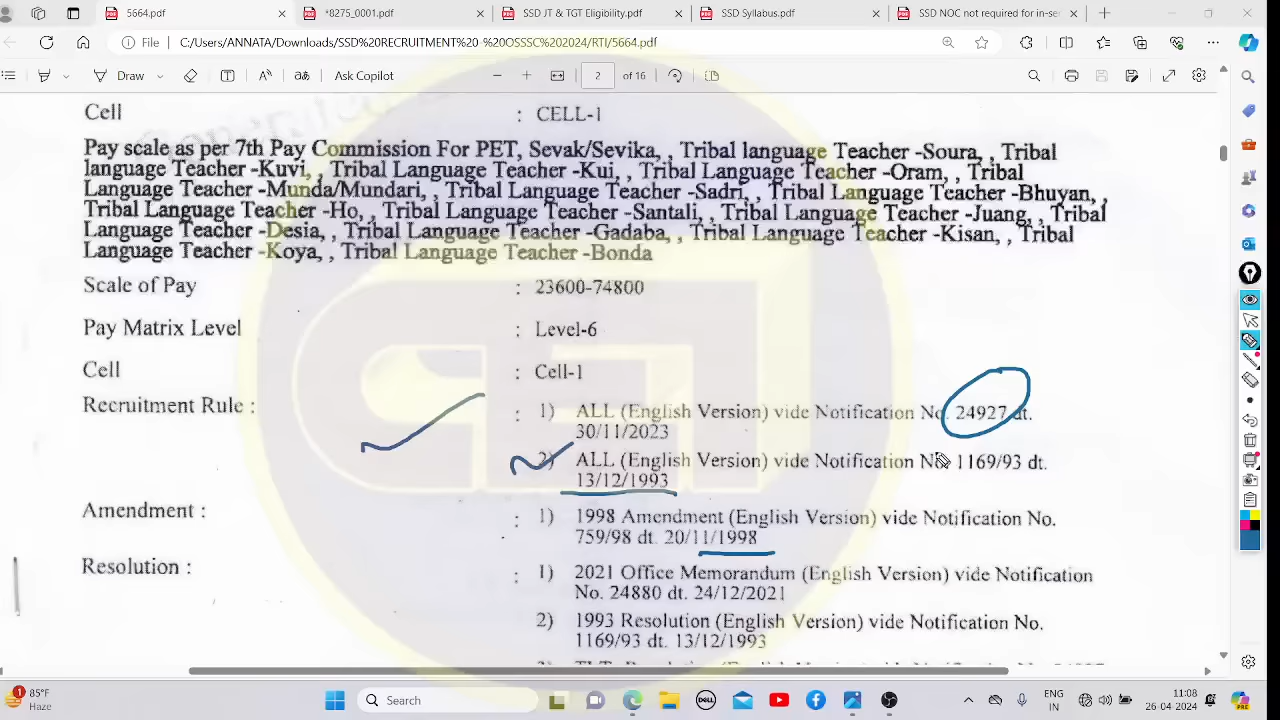 5664.pdf
*8275_0001.pdf
SSD JT & TGT Eligibility.pdf
SSD Syllabus.pdf
SSD NOC not required for in-se
File
C:/Users/ANNATA/Downloads/SSD%20RECRUITMENT%20-%20OSSSC%202024/RTI/5664.pdf
Draw
Ask Copilot
2 of 16
Cell : CELL-1
Pay scale as per 7th Pay Commission For PET, Sevak/Sevika, , Tribal language Teacher -Soura, , Tribal
language Teacher -Kuvi, , Tribal Language Teacher -Kui, , Tribal Language Teacher -Oram, , Tribal
Language Teacher -Munda/Mundari, , Tribal Language Teacher -Sadri, , Tribal Language Teacher -Bhuyan, ,
Tribal Language Teacher -Ho, , Tribal Language Teacher -Santali, , Tribal Language Teacher -Juang, , Tribal
Language Teacher -Desia, , Tribal Language Teacher -Gadaba, , Tribal Language Teacher -Kisan, , Tribal
Language Teacher -Koya, , Tribal Language Teacher -Bonda
Scale of Pay : 23600-74800
Pay Matrix Level : Level-6
Cell : Cell-1
Recruitment Rule : : 1) ALL (English Version) vide Notification No. 24927 dt.
30/11/2023
2) ALL (English Version) vide Notification No. 1169/93 dt.
13/12/1993
Amendment : : 1) 1998 Amendment (English Version) vide Notification No.
759/98 dt. 20/11/1998
Resolution : : 1) 2021 Office Memorandum (English Version) vide Notification
No. 24880 dt. 24/12/2021
2) 1993 Resolution (English Version) vide Notification No.
1169/93 dt. 13/12/1993
1
85°F
Haze
Search
DELL
ENG
IN
11:08
26-04-2024
PRE